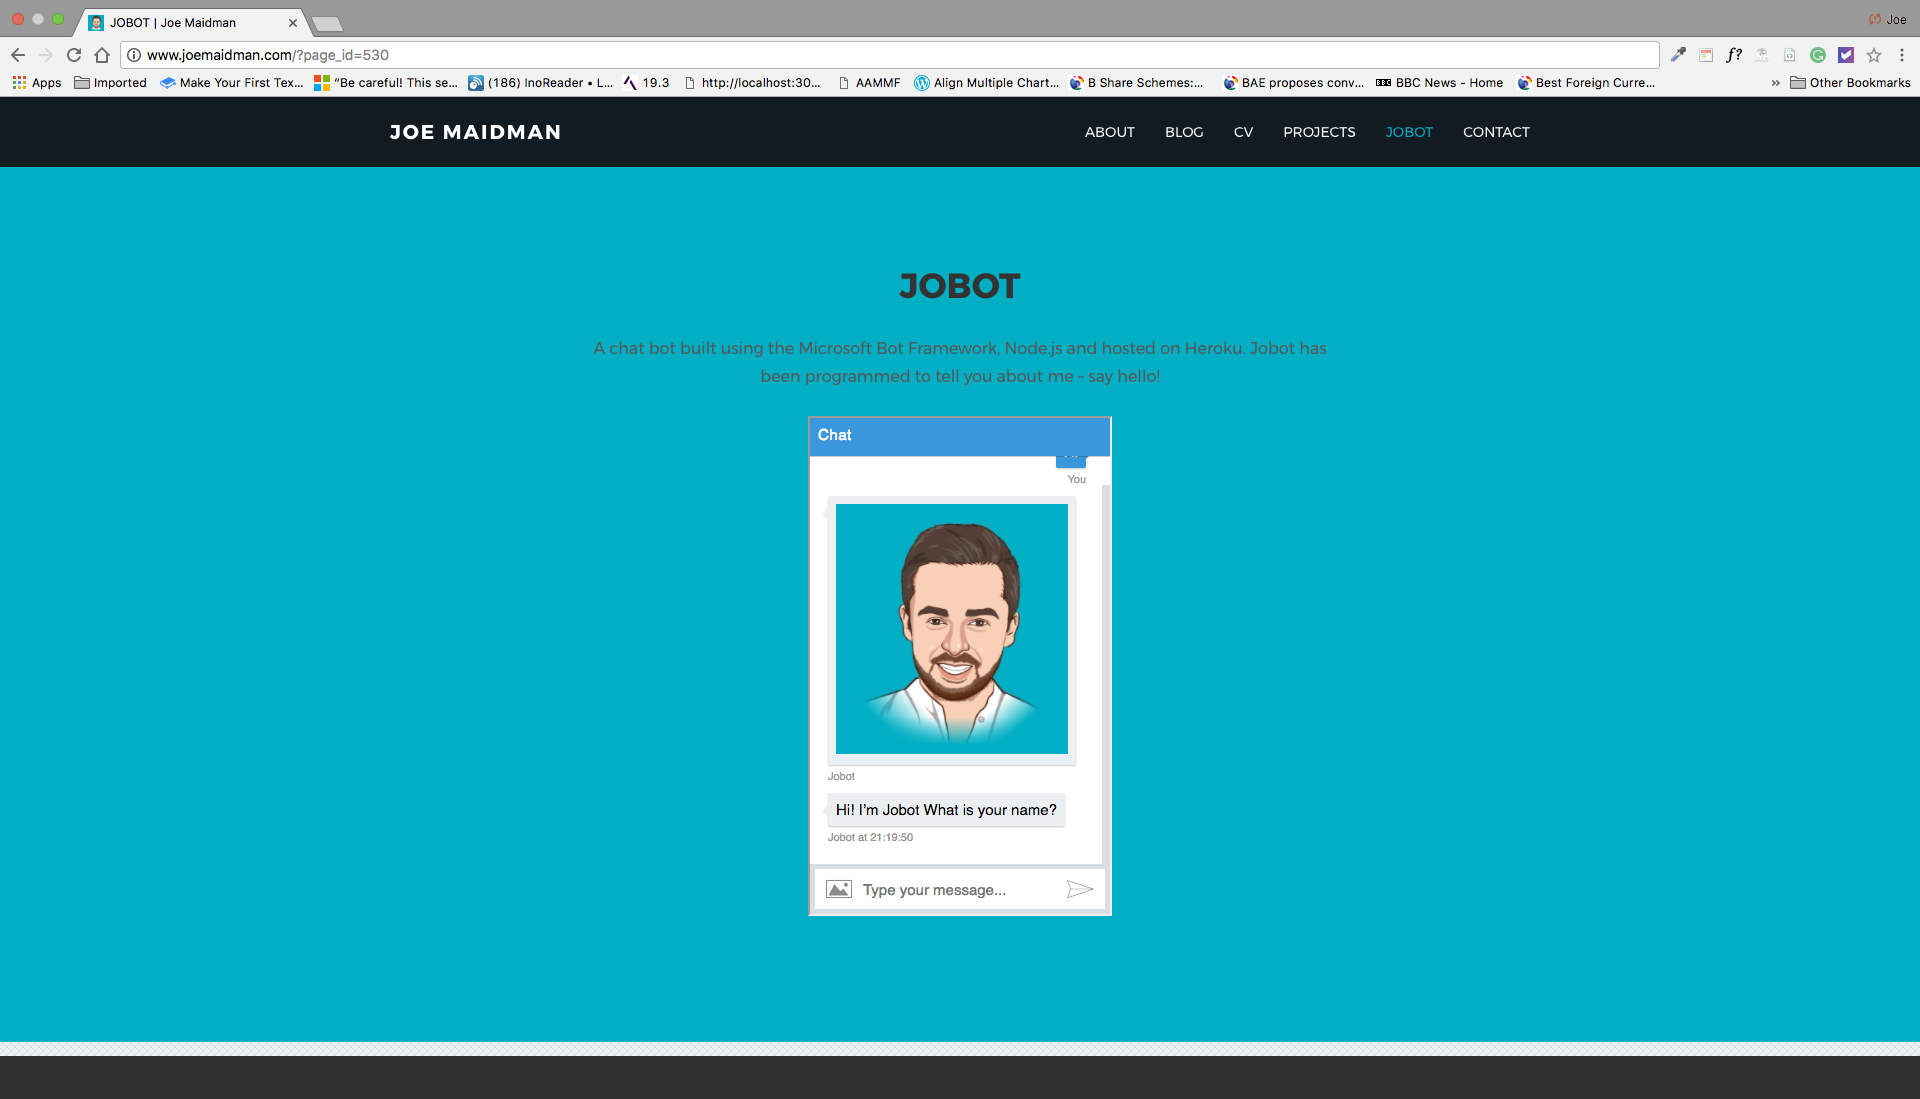 JOBOT | Joe Maidman
Joe
www.joemaidman.com/?page_id=530
f?
Apps
Imported
Make Your First Tex...
“Be careful! This se...
(186) InoReader • L...
19.3
http://localhost:30...
AAMMF
Align Multiple Chart...
B Share Schemes:...
BAE proposes conv...
BBC News - Home
Best Foreign Curre...
»
Other Bookmarks
JOE MAIDMAN
ABOUT
BLOG
CV
PROJECTS
JOBOT
CONTACT
JOBOT
A chat bot built using the Microsoft Bot Framework, Node.js and hosted on Heroku. Jobot has
been programmed to tell you about me – say hello!
Chat
You
Jobot
Hi! I’m Jobot What is your name?
Jobot at 21:19:50
Type your message...